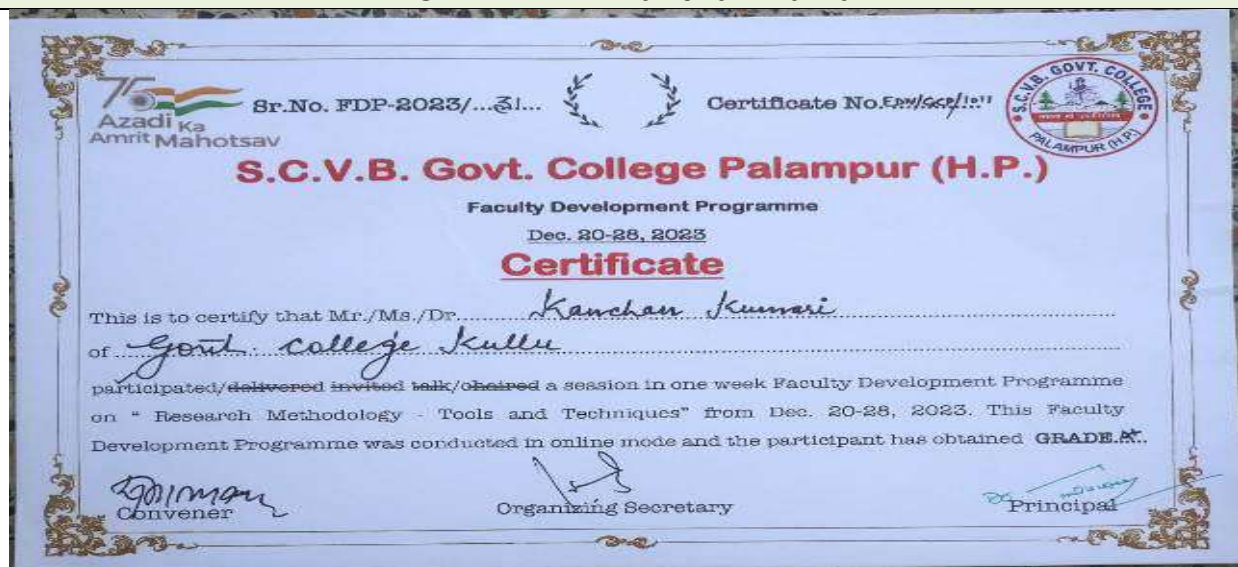 75
Azadi Ka
Amrit Mahotsav
Sr.No. FDP-2023/...31...
Certificate No.
S.C.V.B. GOVT. COLLEGE
PALAMPUR (H.P.)
S.C.V.B. Govt. College Palampur (H.P.)
Faculty Development Programme
Dec. 20-28, 2023
Certificate
This is to certify that Mr./Ms./Dr........ Kanchan Kumari
of Govt. College Kullu
participated/delivered invited talk/chaired a session in one week Faculty Development Programme
on " Research Methodology - Tools and Techniques" from Dec. 20-28, 2023. This Faculty
Development Programme was conducted in online mode and the participant has obtained GRADE
Convener
Organizing Secretary
Principal